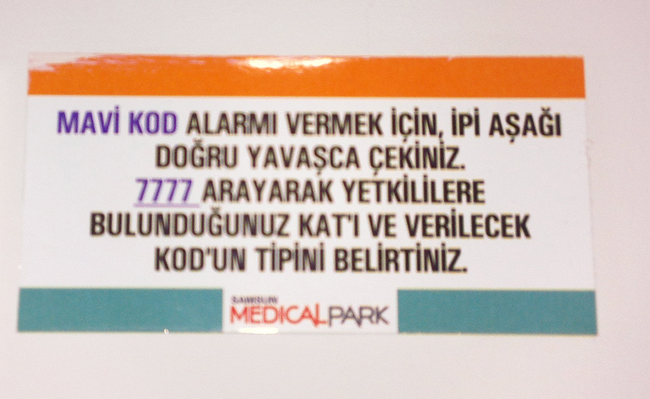 MAVİ KOD ALARMI VERMEK İÇİN, İPİ AŞAĞI
DOĞRU YAVAŞCA ÇEKİNİZ.
7777 ARAYARAK YETKİLİLERE
BULUNDUĞUNUZ KAT'I VE VERİLECEK
KOD'UN TİPİNİ BELİRTİNİZ.
SAMSUN
MEDICALPARK